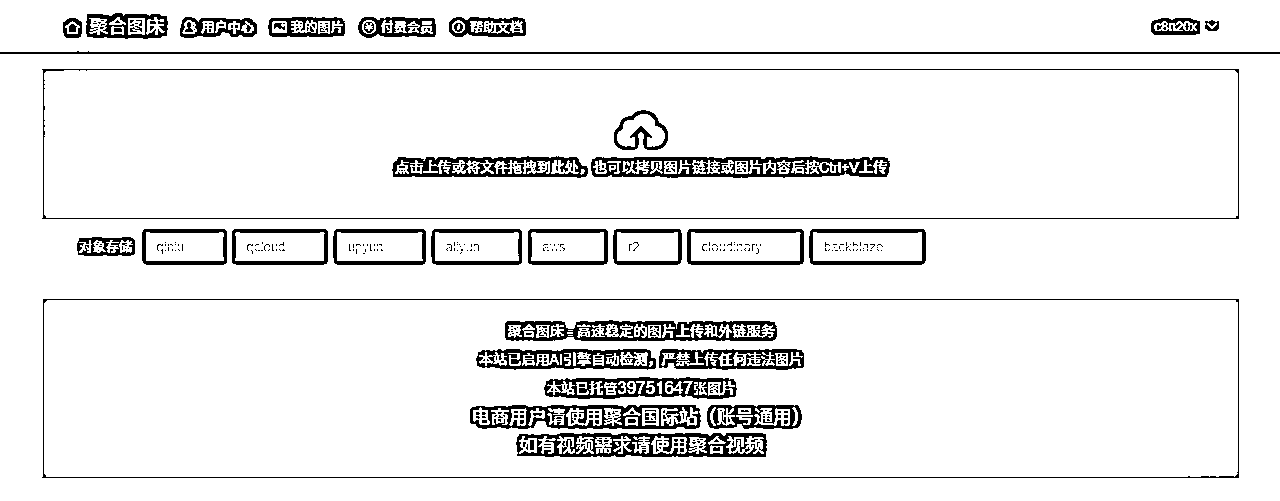 聚合图床 用户中心 我的图片 付费会员 帮助文档 c8n20x
点击上传或将文件拖拽到此处，也可以拷贝图片链接或图片内容后按Ctrl+V上传
对象存储 qiniu qcloud upyun aliyun aws r2 cloudinary backblaze
聚合图床 - 高速稳定的图片上传和外链服务
本站已启用AI引擎自动检测，严禁上传任何违法图片
本站已托管39751647张图片
电商用户请使用聚合国际站（账号通用）
如有视频需求请使用聚合视频